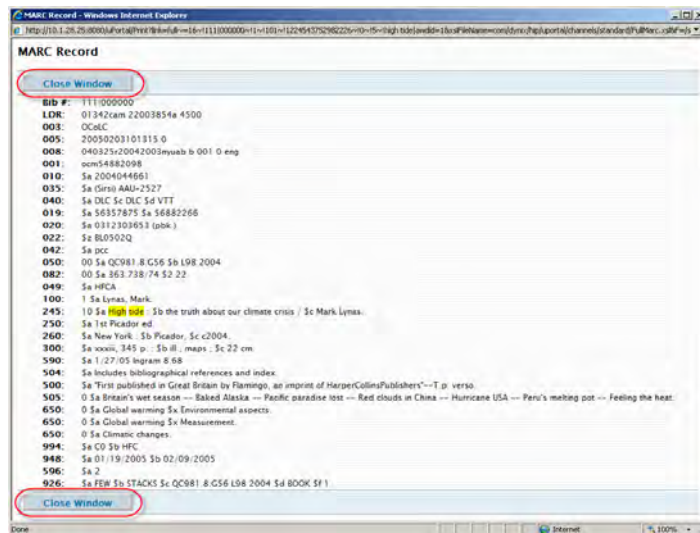 MARC Record - Windows Internet Explorer
MARC Record
Close Window
Bib #: 111|000000
LDR: 01342cam 22003854a 4500
003: OCoLC
005: 20050203101315 0
008: 040325r20042003nyuab b 001 0 eng
001: ocm54882098
010: $a 2004044661
035: $a (Sirsi) AAU-2527
040: $a DLC $c DLC $d VTT
019: $a 56357875 $a 56882266
020: $a 0312303653 (pbk.)
022: $z BL0502Q
042: $a pcc
050: 00 $a QC981.8.G56 $b L98 2004
082: 00 $a 363.738/74 $2 22
049: $a HFCA
100: 1 $a Lynas, Mark.
245: 10 $a High tide : $b the truth about our climate crisis / $c Mark Lynas.
250: $a 1st Picador ed.
260: $a New York : $b Picador, $c c2004.
300: $a xxxiii, 345 p. : $b ill., maps ; $c 22 cm.
590: $a 1/27/05 Ingram 8.68
504: $a Includes bibliographical references and index.
500: $a "First published in Great Britain by Flamingo, an imprint of HarperCollinsPublishers"--T.p. verso.
505: 0 $a Britain's wet season -- Baked Alaska -- Pacific paradise lost -- Red clouds in China -- Hurricane USA -- Peru's melting pot -- Feeling the heat.
650: 0 $a Global warming $x Environmental aspects.
650: 0 $a Global warming $x Measurement.
650: 0 $a Climatic changes.
994: $a C0 $b HFC
948: $a 01/19/2005 $b 02/09/2005
596: $a 2
926: $a FEW $b STACKS $c QC981.8.G56 L98 2004 $d BOOK $f 1
Close Window
Done Internet 100%